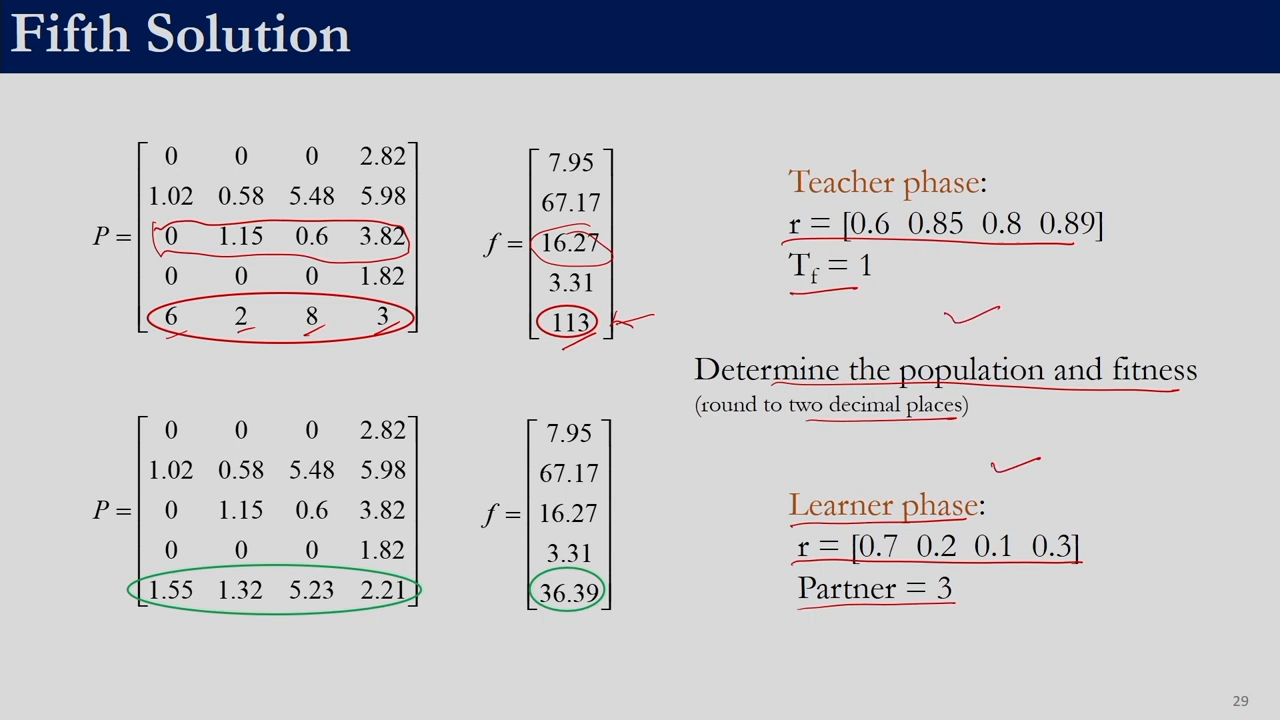 Fifth Solution
P = [ 0 0 0 2.82
1.02 0.58 5.48 5.98
0 1.15 0.6 3.82
0 0 0 1.82
6 2 8 3 ]
f = [ 7.95
67.17
16.27
3.31
113 ]
Teacher phase:
r = [0.6 0.85 0.8 0.89]
T_f = 1
Determine the population and fitness
(round to two decimal places)
P = [ 0 0 0 2.82
1.02 0.58 5.48 5.98
0 1.15 0.6 3.82
0 0 0 1.82
1.55 1.32 5.23 2.21 ]
f = [ 7.95
67.17
16.27
3.31
36.39 ]
Learner phase:
r = [0.7 0.2 0.1 0.3]
Partner = 3
29